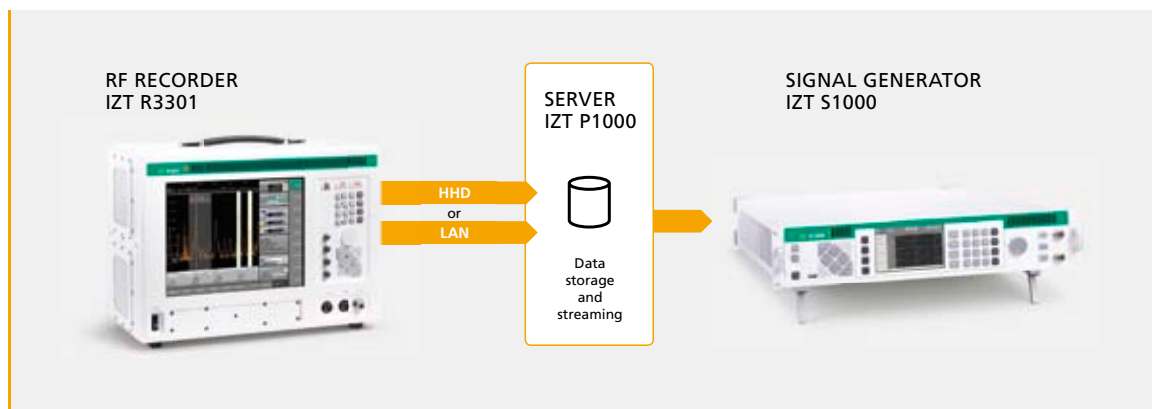 RF RECORDER
IZT R3301
SERVER
IZT P1000
SIGNAL GENERATOR
IZT S1000
HHD
or
LAN
Data
storage
and
streaming